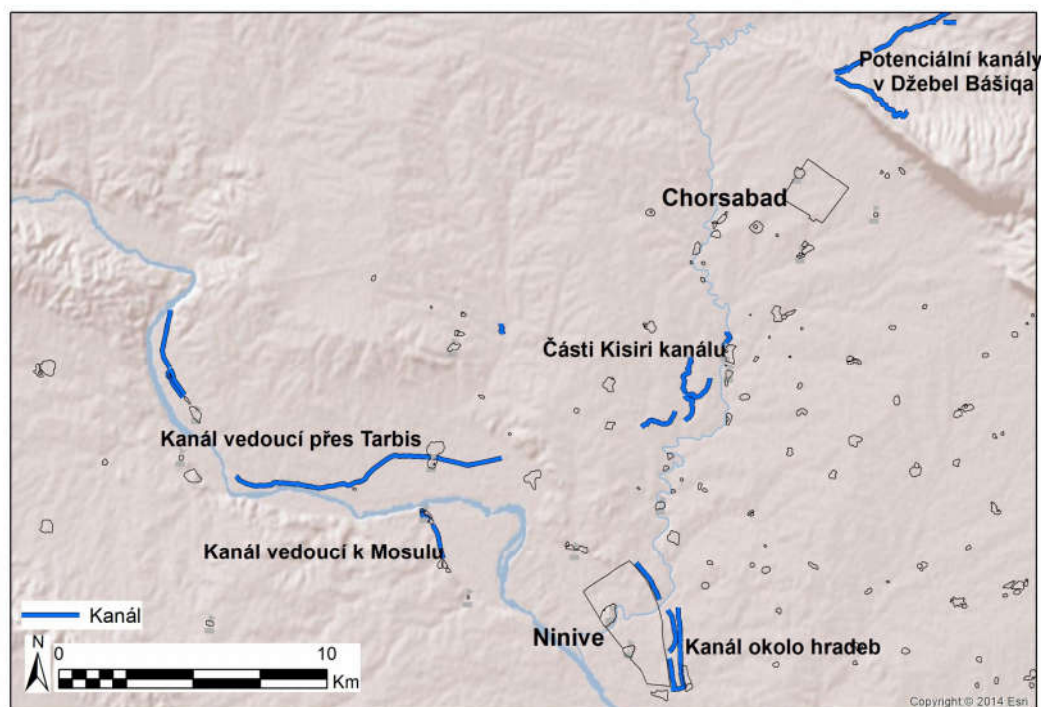 Potenciální kanály
v Džebel Bášiqa
Chorsabad
Části Kisiri kanálu
Kanál vedoucí přes Tarbis
Kanál vedoucí k Mosulu
Ninive
Kanál okolo hradeb
Kanál
N
0 10
Km
Copyright © 2014 Esri